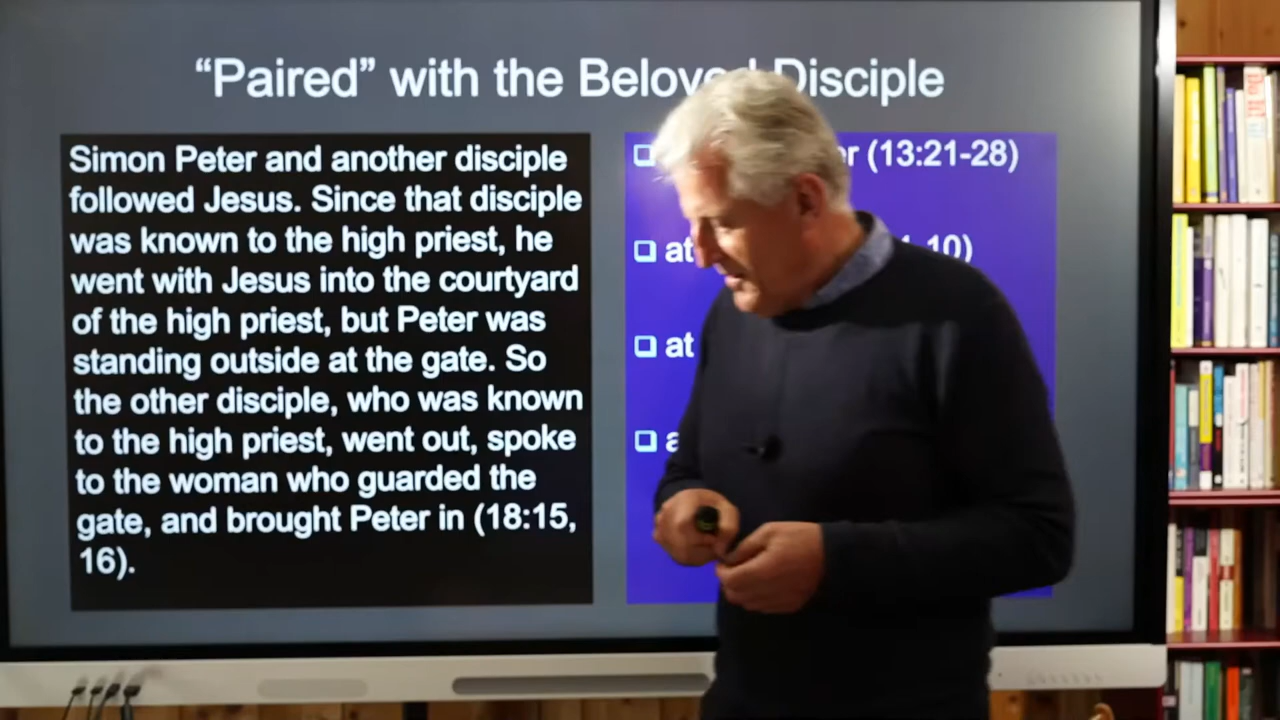 “Paired” with the Disciple
Simon Peter and another disciple
followed Jesus. Since that disciple
was known to the high priest, he
went with Jesus into the courtyard
of the high priest, but Peter was
standing outside at the gate. So
the other disciple, who was known
to the high priest, went out, spoke
to the woman who guarded the
gate, and brought Peter in (18:15,
16).
(13:21-28)
at 10)
at